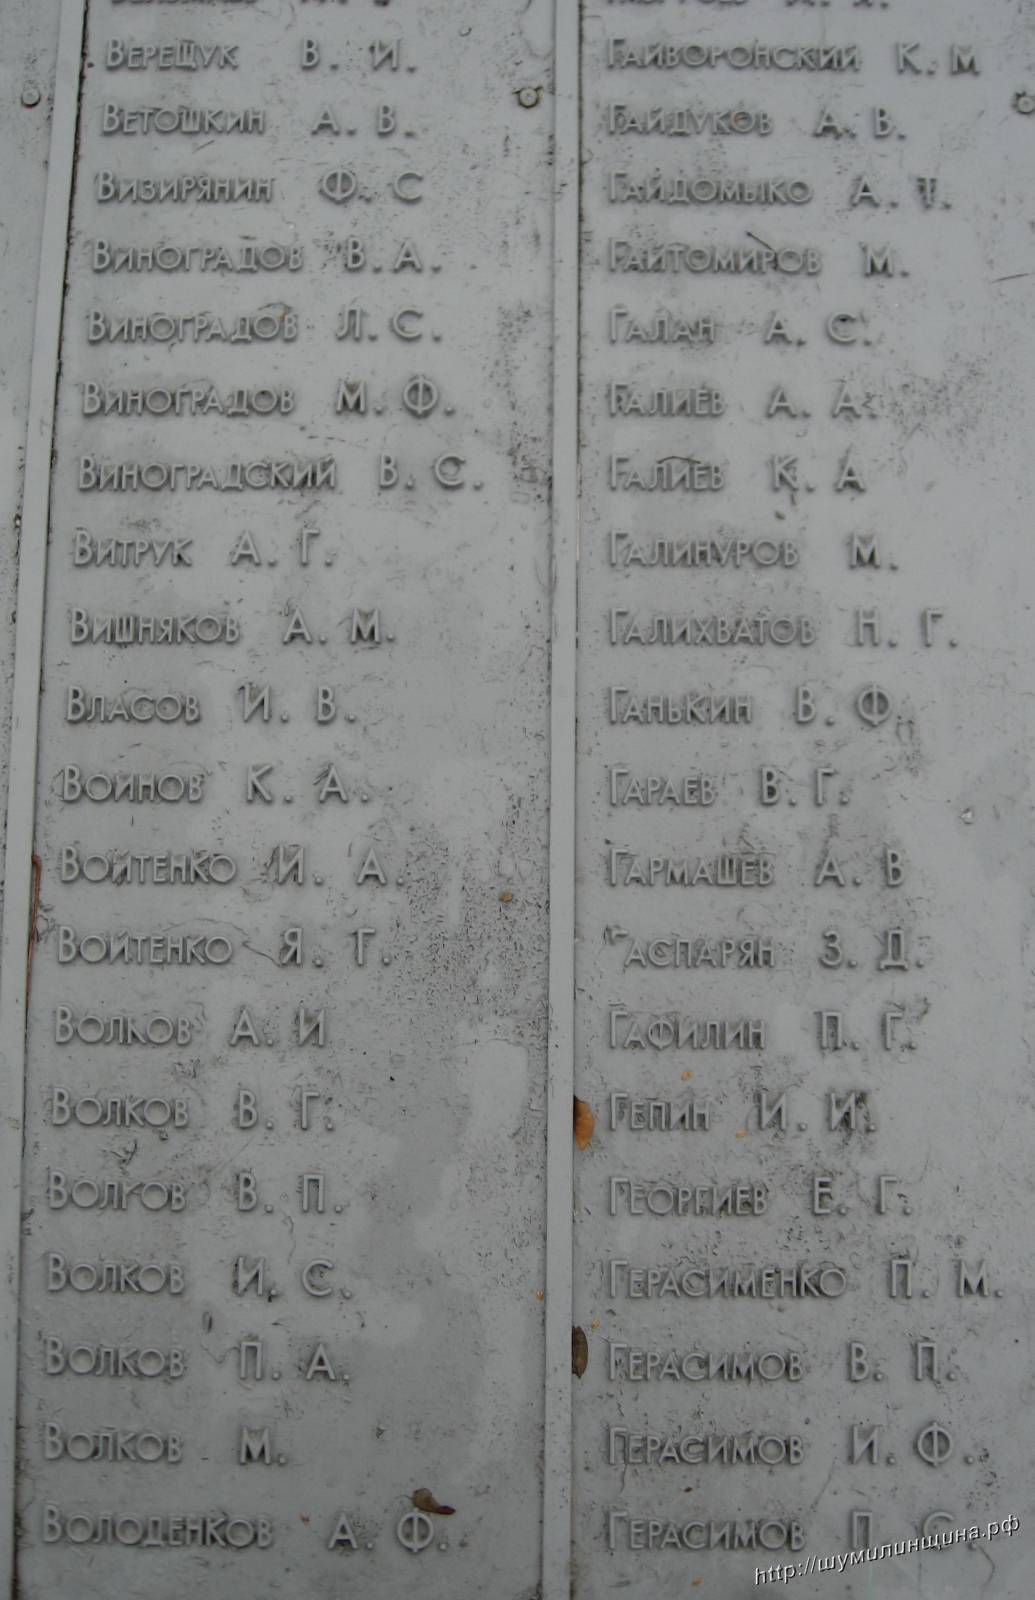 Верещук В. И.
Ветошкин А. В.
Визирянин Ф. С
Виноградов В. А.
Виноградов Л. С.
Виноградов М. Ф.
Виноградский В. С.
Витрук А. Г.
Вишняков А. М.
Власов И. В.
Войнов К. А.
Войтенко И. А.
Войтенко Я. Г.
Волков А. И
Волков В. Г.
Волков В. П.
Волков И. С.
Волков П. А.
Волков М.
Володенков А. Ф.
Гайворонский К. М
Гайдуков А. В.
Гайдомыко А. Т.
Гайтомиров М.
Галан А. С.
Галиев А. А.
Галиев К. А
Галинуров М.
Галихватов Н. Г.
Ганькин В. Ф.
Гараев В. Г.
Гармашев А. В
Гаспарян З. Д.
Гафилин П. Г.
Гепин И. И.
Георгиев Е. Г.
Герасименко П. М.
Герасимов В. П.
Герасимов И. Ф.
Герасимов П. С.
http://шумилинщина.рф